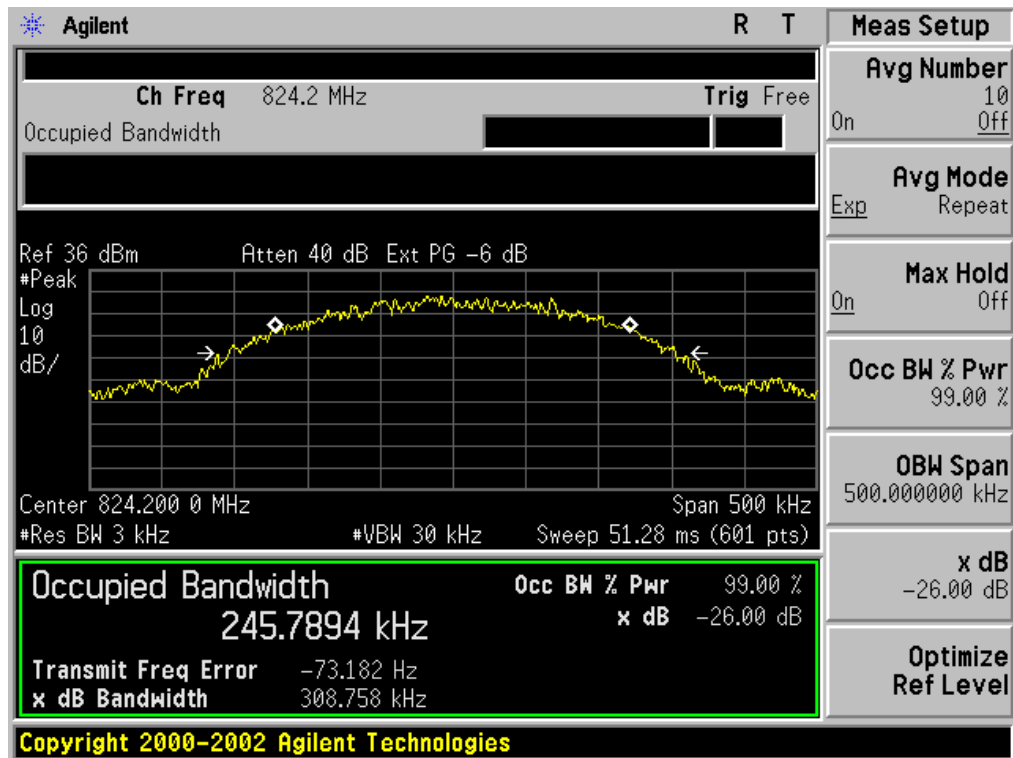 Agilent R T
Ch Freq 824.2 MHz Trig Free
Occupied Bandwidth
Ref 36 dBm Atten 40 dB Ext PG -6 dB
#Peak
Log
10
dB/
Center 824.200 0 MHz Span 500 kHz
#Res BW 3 kHz #VBW 30 kHz Sweep 51.28 ms (601 pts)
Occupied Bandwidth Occ BW % Pwr 99.00 %
245.7894 kHz x dB -26.00 dB
Transmit Freq Error -73.182 Hz
x dB Bandwidth 308.758 kHz
Copyright 2000-2002 Agilent Technologies
Meas Setup
Avg Number
10
On Off
Avg Mode
Exp Repeat
Max Hold
On Off
Occ BW % Pwr
99.00 %
OBW Span
500.000000 kHz
x dB
-26.00 dB
Optimize
Ref Level